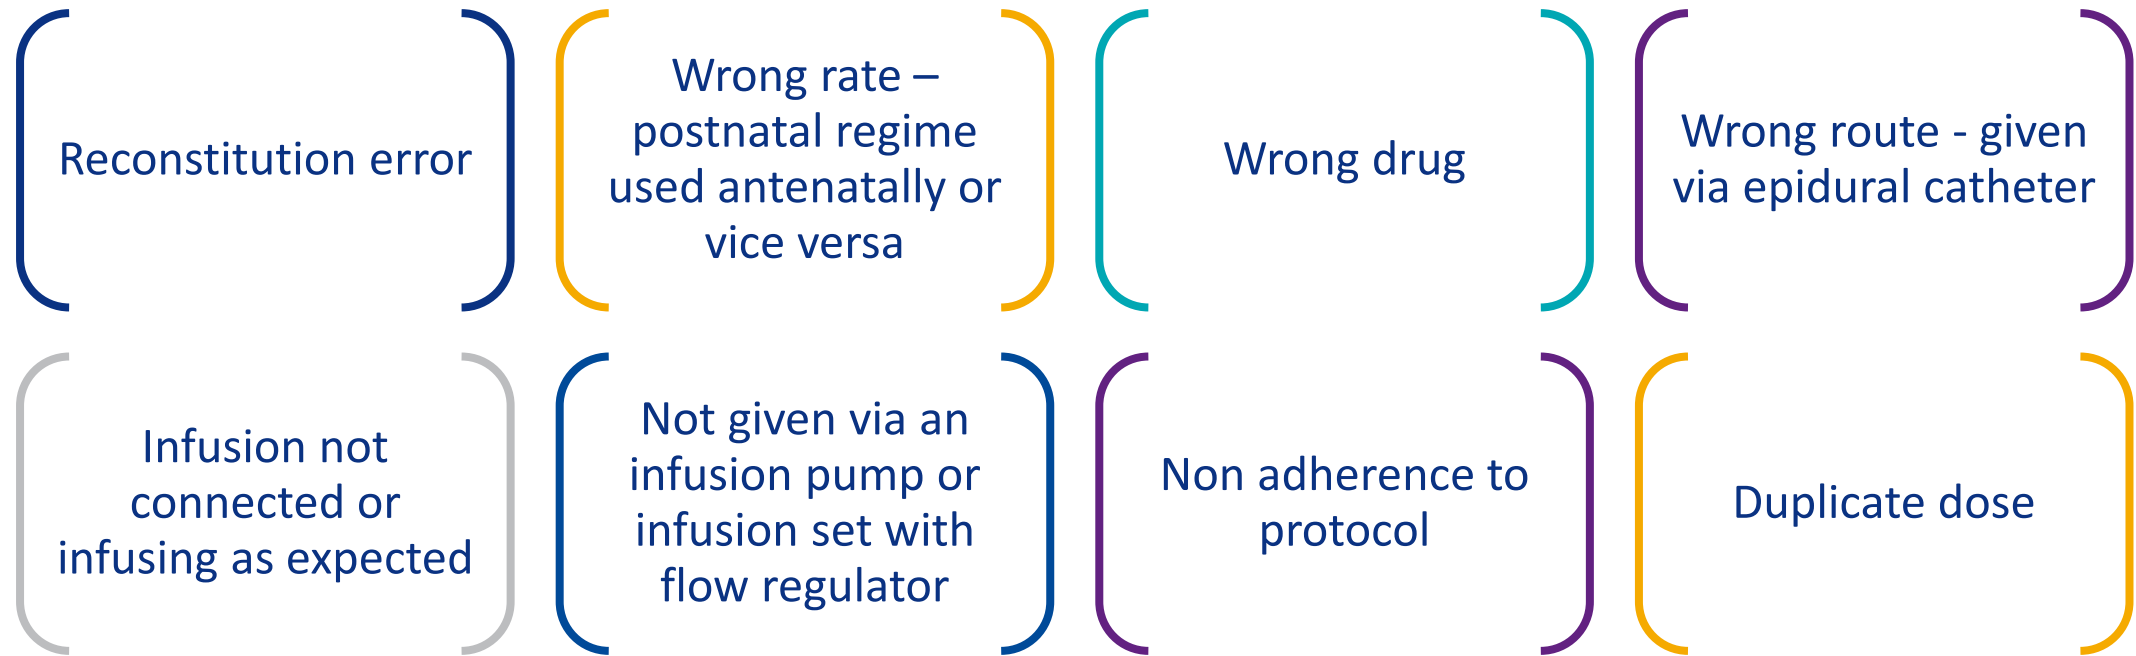 Reconstitution error
Wrong rate –
postnatal regime
used antenatally or
vice versa
Wrong drug
Wrong route - given
via epidural catheter
Infusion not
connected or
infusing as expected
Not given via an
infusion pump or
infusion set with
flow regulator
Non adherence to
protocol
Duplicate dose